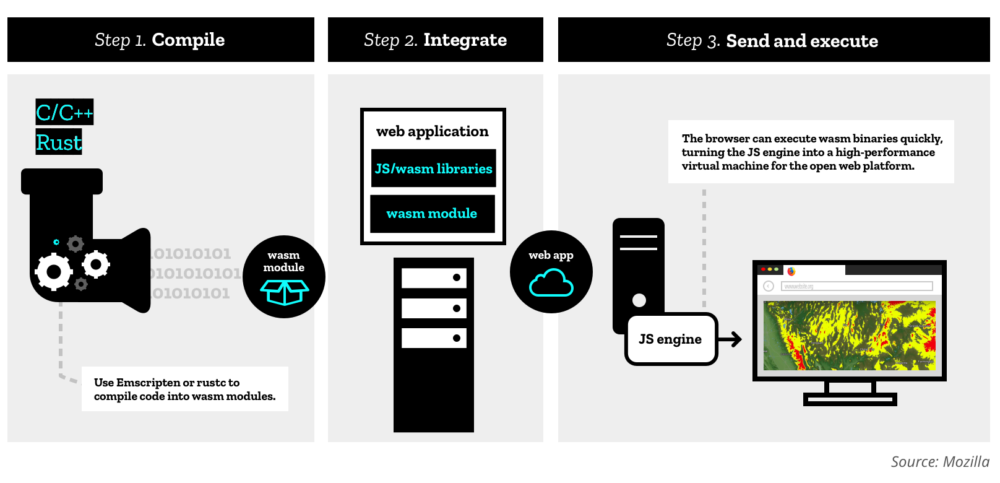 Step 1. Compile
Step 2. Integrate
Step 3. Send and execute
C/C++
Rust
101010101
0101010101
101010101
wasm
module
Use Emscripten or rustc to
compile code into wasm modules.
web application
JS/wasm libraries
wasm module
web app
The browser can execute wasm binaries quickly,
turning the JS engine into a high-performance
virtual machine for the open web platform.
JS engine
Source: Mozilla